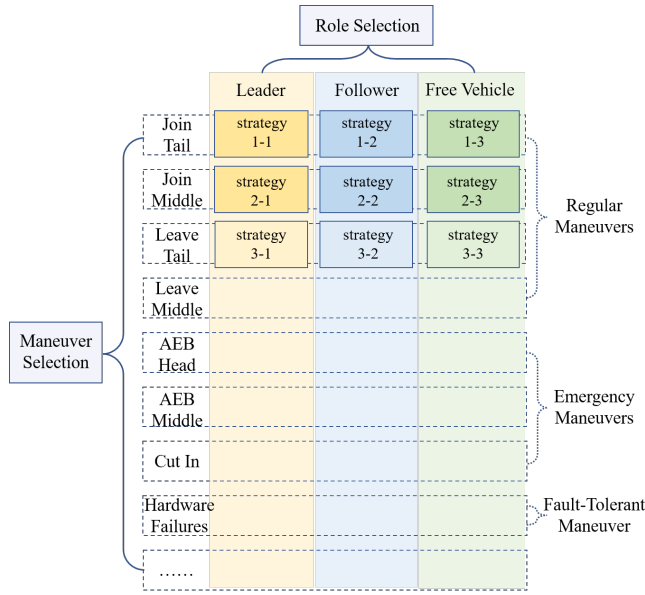 Role Selection
Leader
Follower
Free Vehicle
Join
Tail
strategy
1-1
strategy
1-2
strategy
1-3
Join
Middle
strategy
2-1
strategy
2-2
strategy
2-3
Regular
Maneuvers
Leave
Tail
strategy
3-1
strategy
3-2
strategy
3-3
Leave
Middle
Maneuver
Selection
AEB
Head
AEB
Middle
Emergency
Maneuvers
Cut In
Hardware
Failures
Fault-Tolerant
Maneuver
……